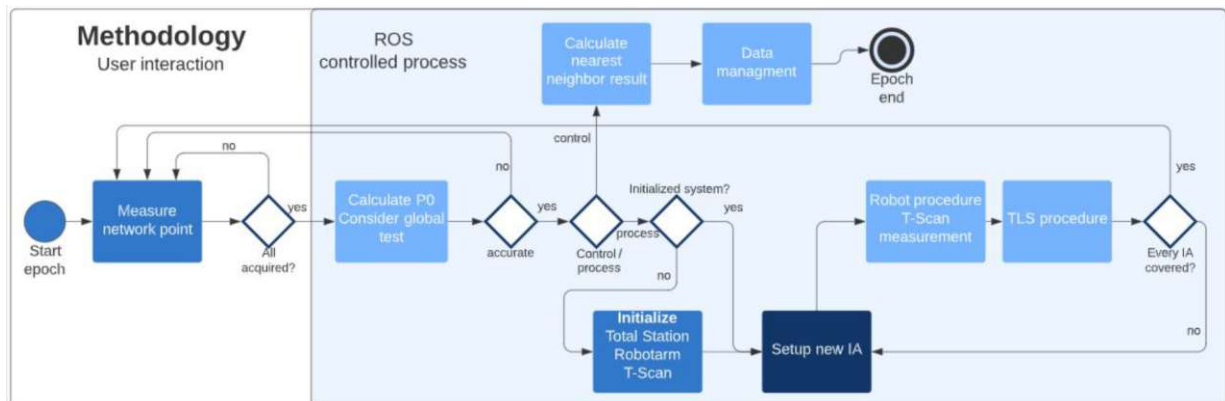 Methodology
User interaction
ROS
controlled process
Calculate
nearest
neighbor result
Data
managment
Epoch
end
control
no
no
yes
Start
epoch
Measure
network point
All
acquired?
yes
Calculate P0
Consider global
test
accurate
yes
Control /
process
process
Initialized system?
yes
no
Robot procedure
T-Scan
measurement
TLS procedure
Every IA
covered?
no
Initialize
Total Station
Robotarm
T-Scan
Setup new IA